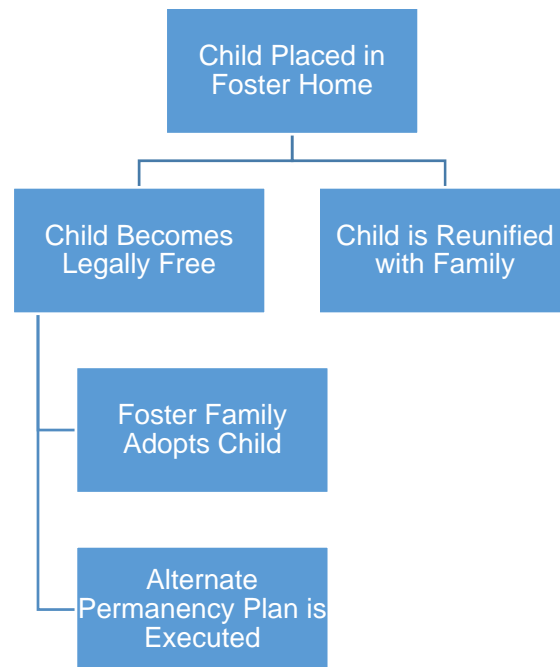 Child Placed in
Foster Home
Child Becomes
Legally Free
Child is Reunified
with Family
Foster Family
Adopts Child
Alternate
Permanency Plan is
Executed